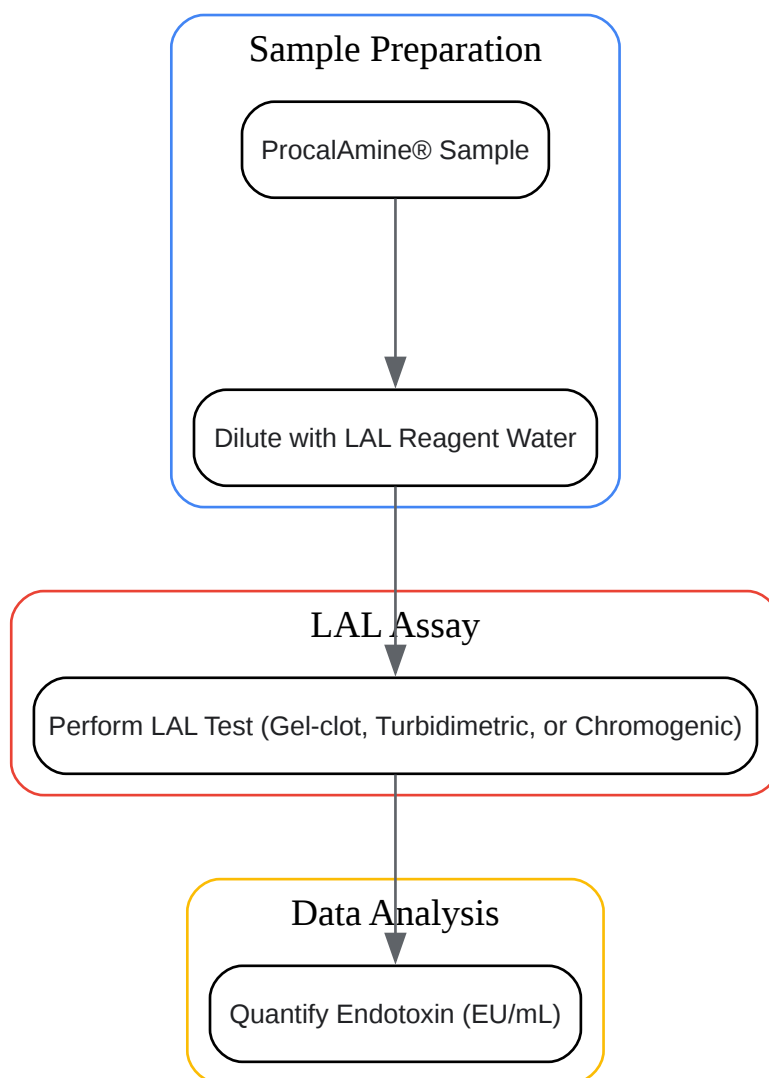 Sample Preparation
ProcalAmine® Sample
Dilute with LAL Reagent Water
LAL Assay
Perform LAL Test (Gel-clot, Turbidimetric, or Chromogenic)
Data Analysis
Quantify Endotoxin (EU/mL)